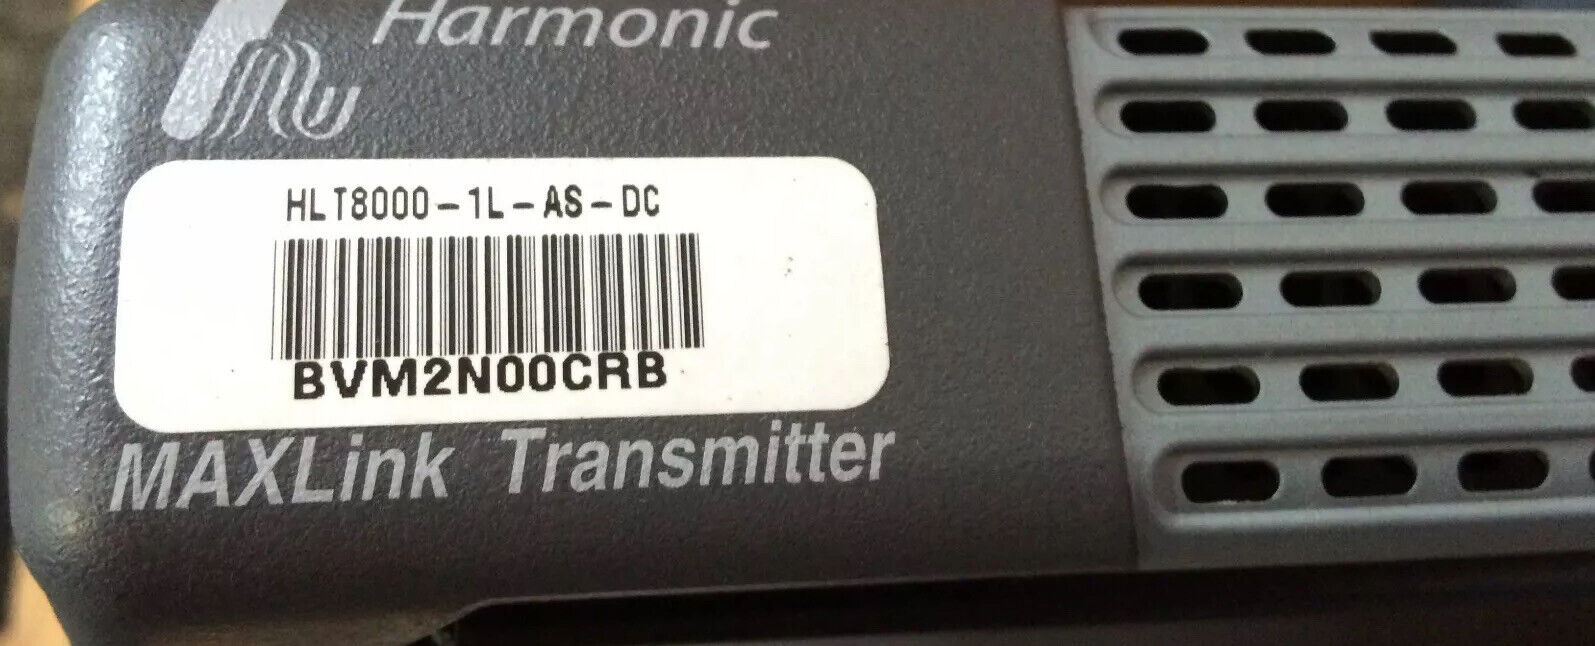 Harmonic
HLT8000-1L-AS-DC
BVM2N00CRB
MAXLink Transmitter